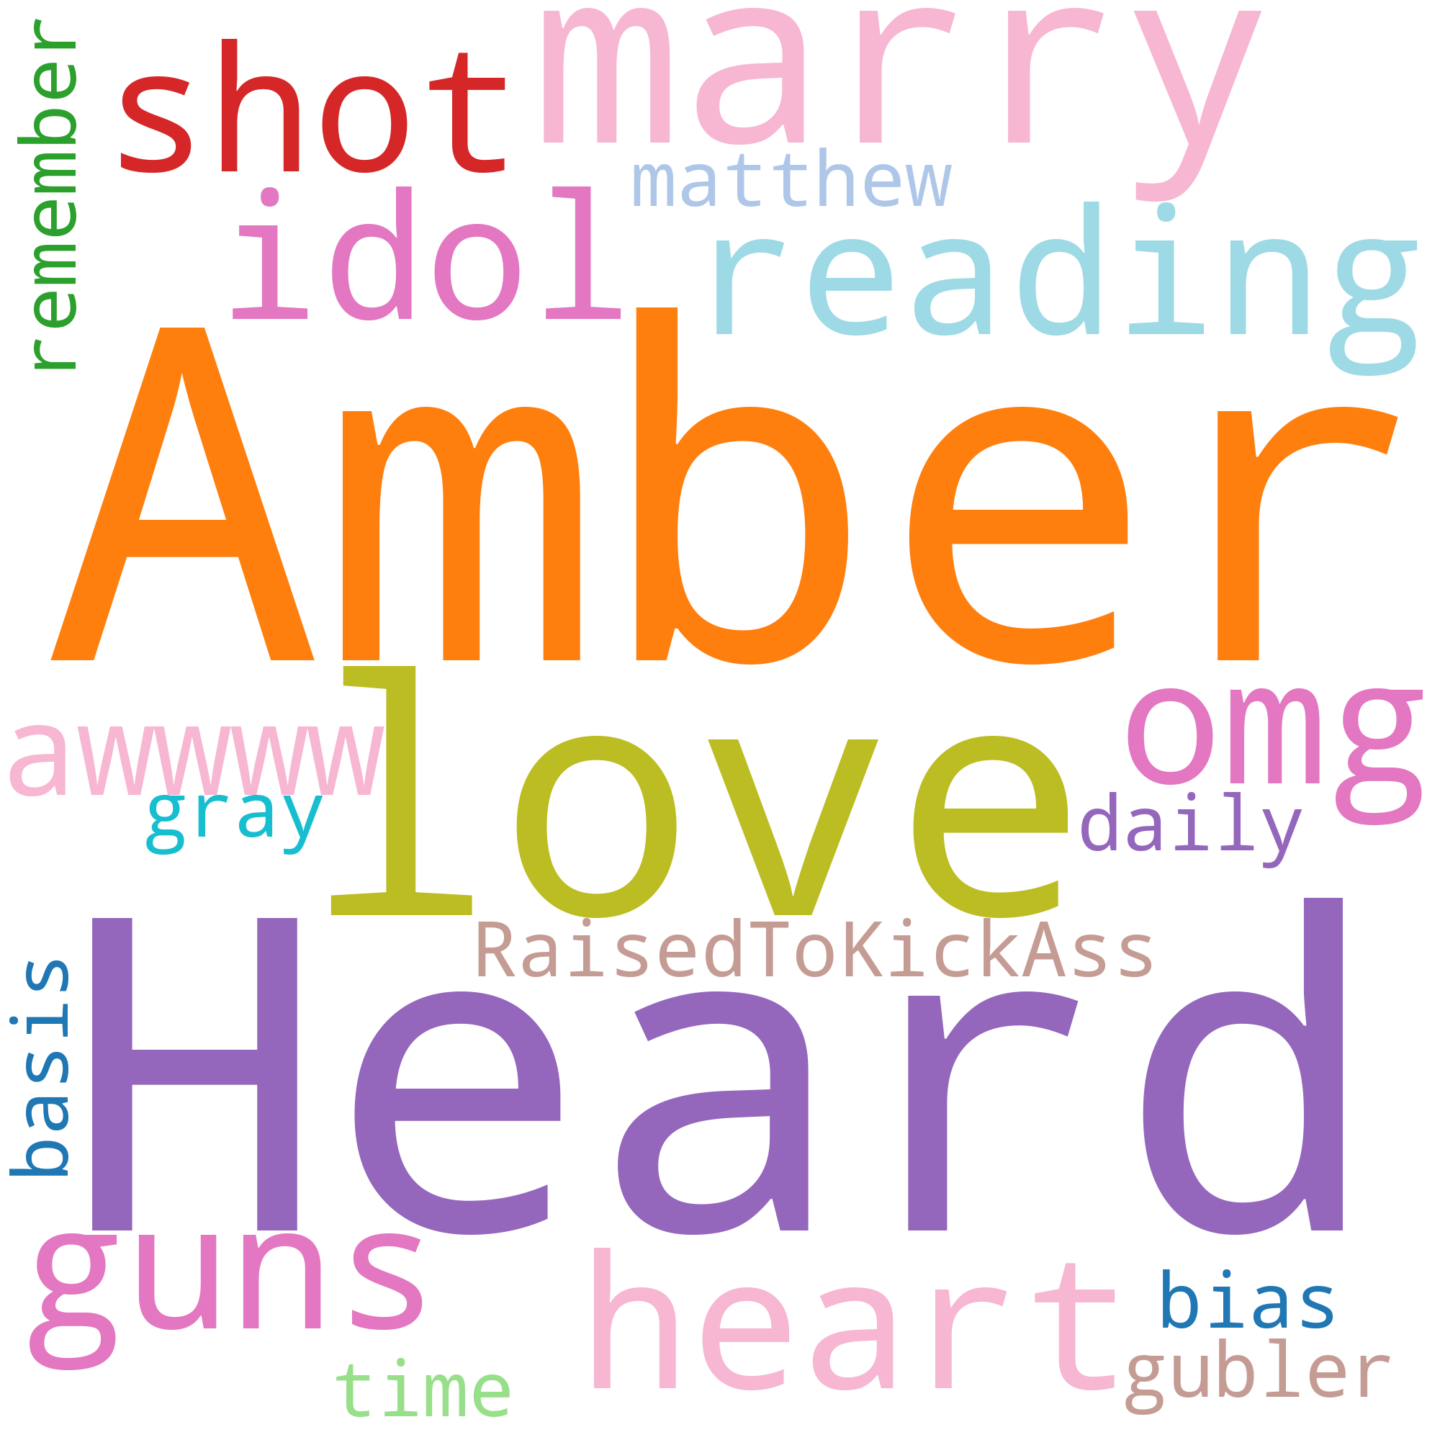 remember
shot
marry
matthew
idol
reading
Amber
love
awwww
omg
gray
daily
RaisedToKickAss
basis
Heard
guns
heart
bias
gubler
time